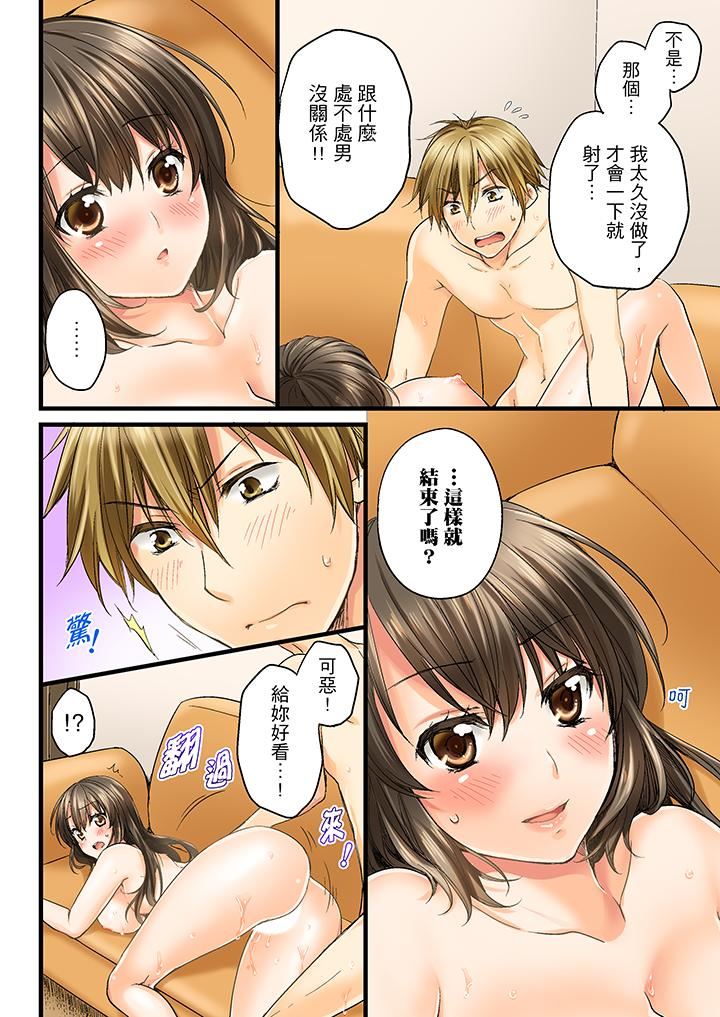 不是…
那個…
我太久沒做了，
才會一下就
射了…
跟什麼
處不處男
沒關係!!
……
…這樣就
結束了嗎？
呵
驚！
可惡！
給妳好看…！
翻過來！
!?